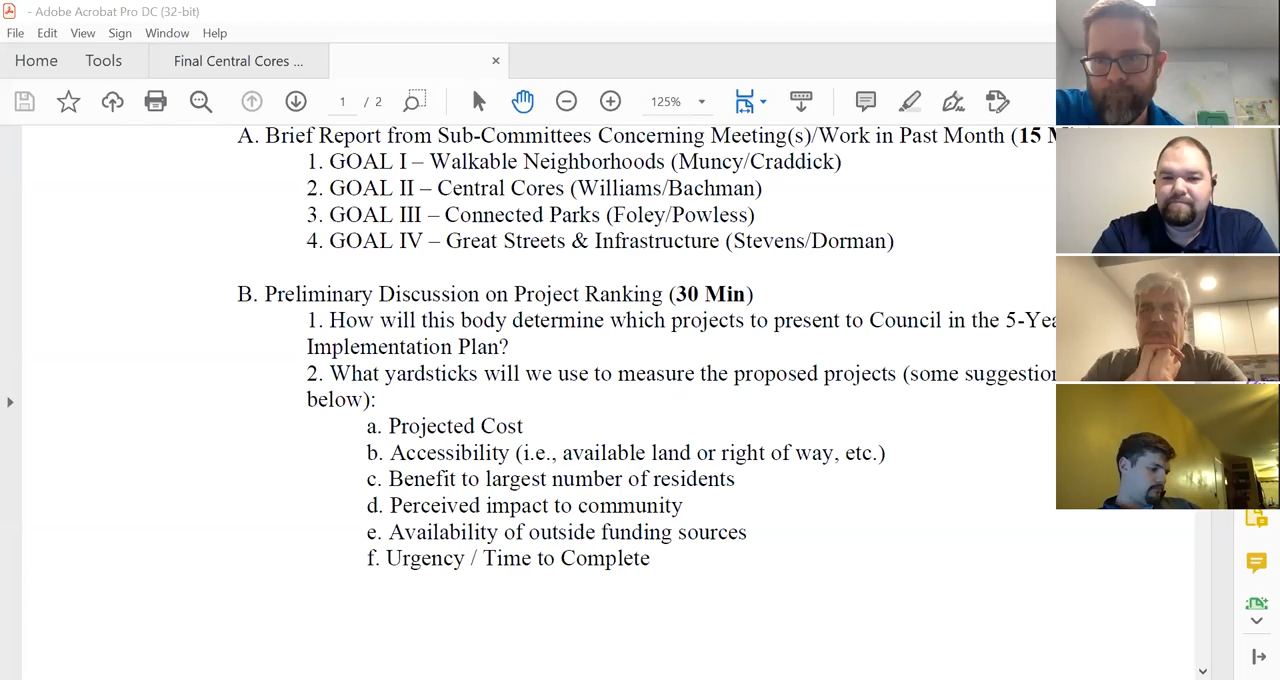 - Adobe Acrobat Pro DC (32-bit)
File Edit View Sign Window Help
Home Tools Final Central Cores ... ×
1 / 2 125%
A. Brief Report from Sub-Committees Concerning Meeting(s)/Work in Past Month (15
1. GOAL I – Walkable Neighborhoods (Muncy/Craddick)
2. GOAL II – Central Cores (Williams/Bachman)
3. GOAL III – Connected Parks (Foley/Powless)
4. GOAL IV – Great Streets & Infrastructure (Stevens/Dorman)
B. Preliminary Discussion on Project Ranking (30 Min)
1. How will this body determine which projects to present to Council in the 5-Yea
Implementation Plan?
2. What yardsticks will we use to measure the proposed projects (some suggestion
below):
a. Projected Cost
b. Accessibility (i.e., available land or right of way, etc.)
c. Benefit to largest number of residents
d. Perceived impact to community
e. Availability of outside funding sources
f. Urgency / Time to Complete